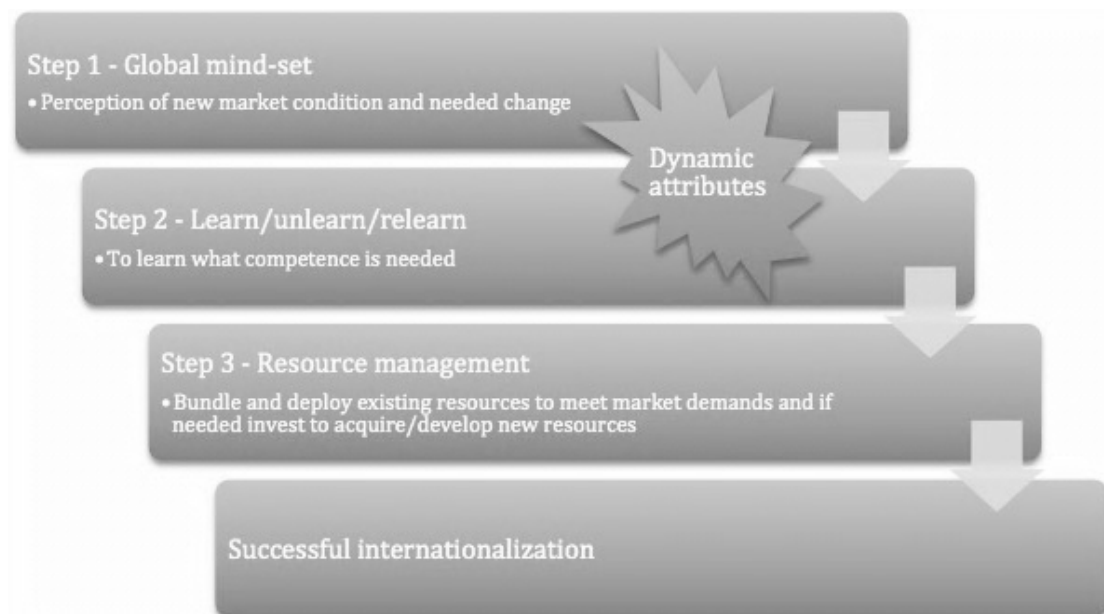 Step 1 - Global mind-set
• Perception of new market condition and needed change
Dynamic
attributes
Step 2 - Learn/unlearn/relearn
• To learn what competence is needed
Step 3 - Resource management
• Bundle and deploy existing resources to meet market demands and if
needed invest to acquire/develop new resources
Successful internationalization